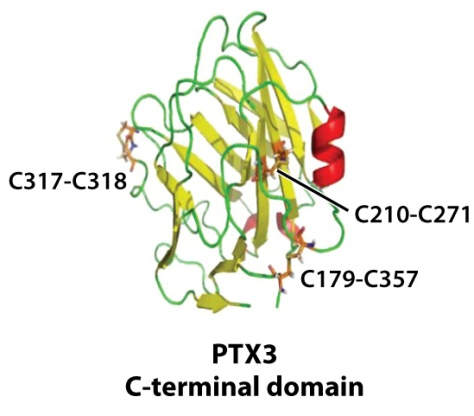 C317-C318
C210-C271
C179-C357
PTX3
C-terminal domain